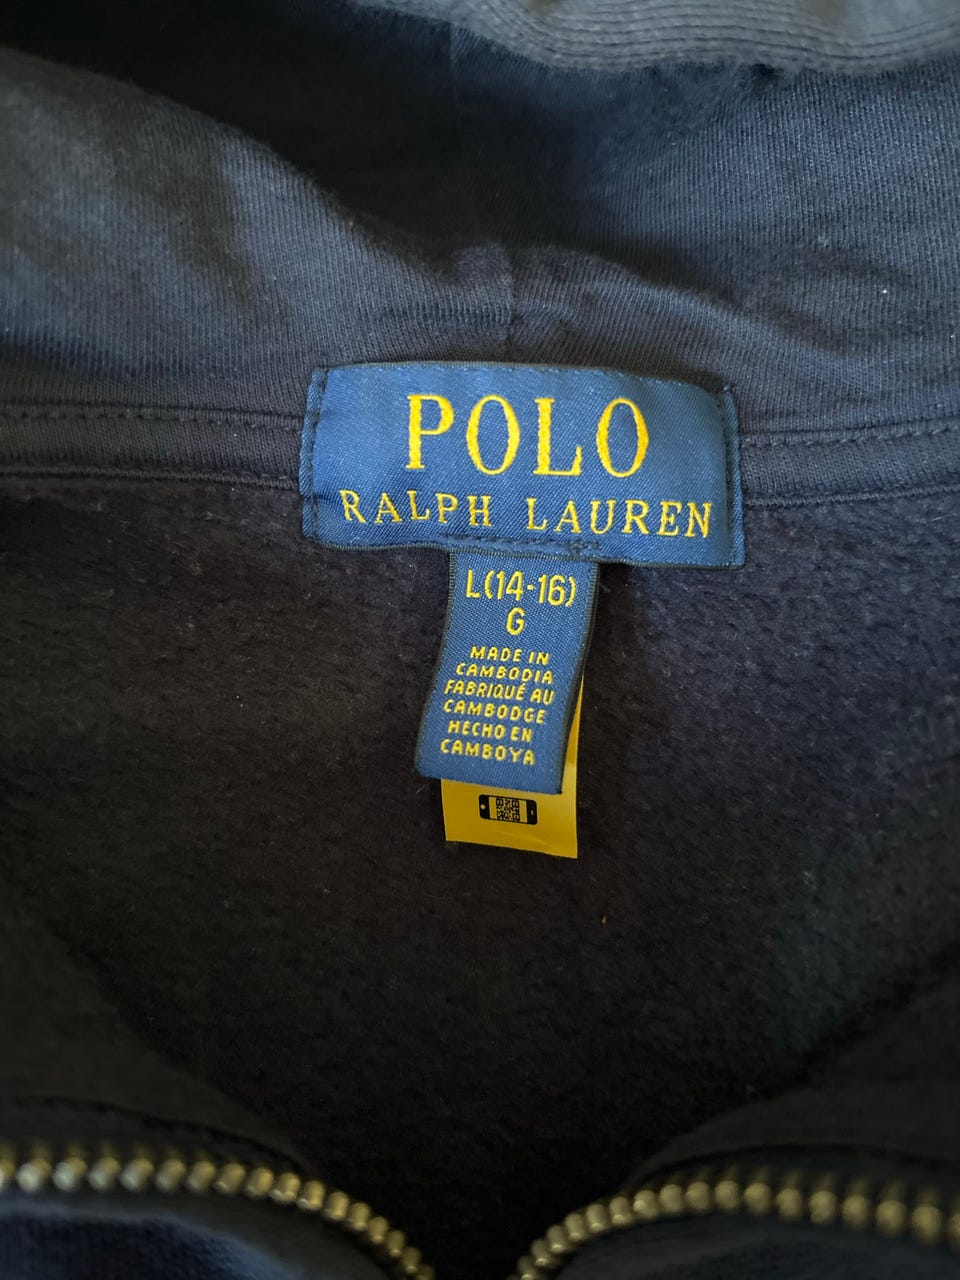 POLO
RALPH LAUREN
L(14-16)
G
MADE IN
CAMBODIA
FABRIQUÉ AU
CAMBODGE
HECHO EN
CAMBOYA